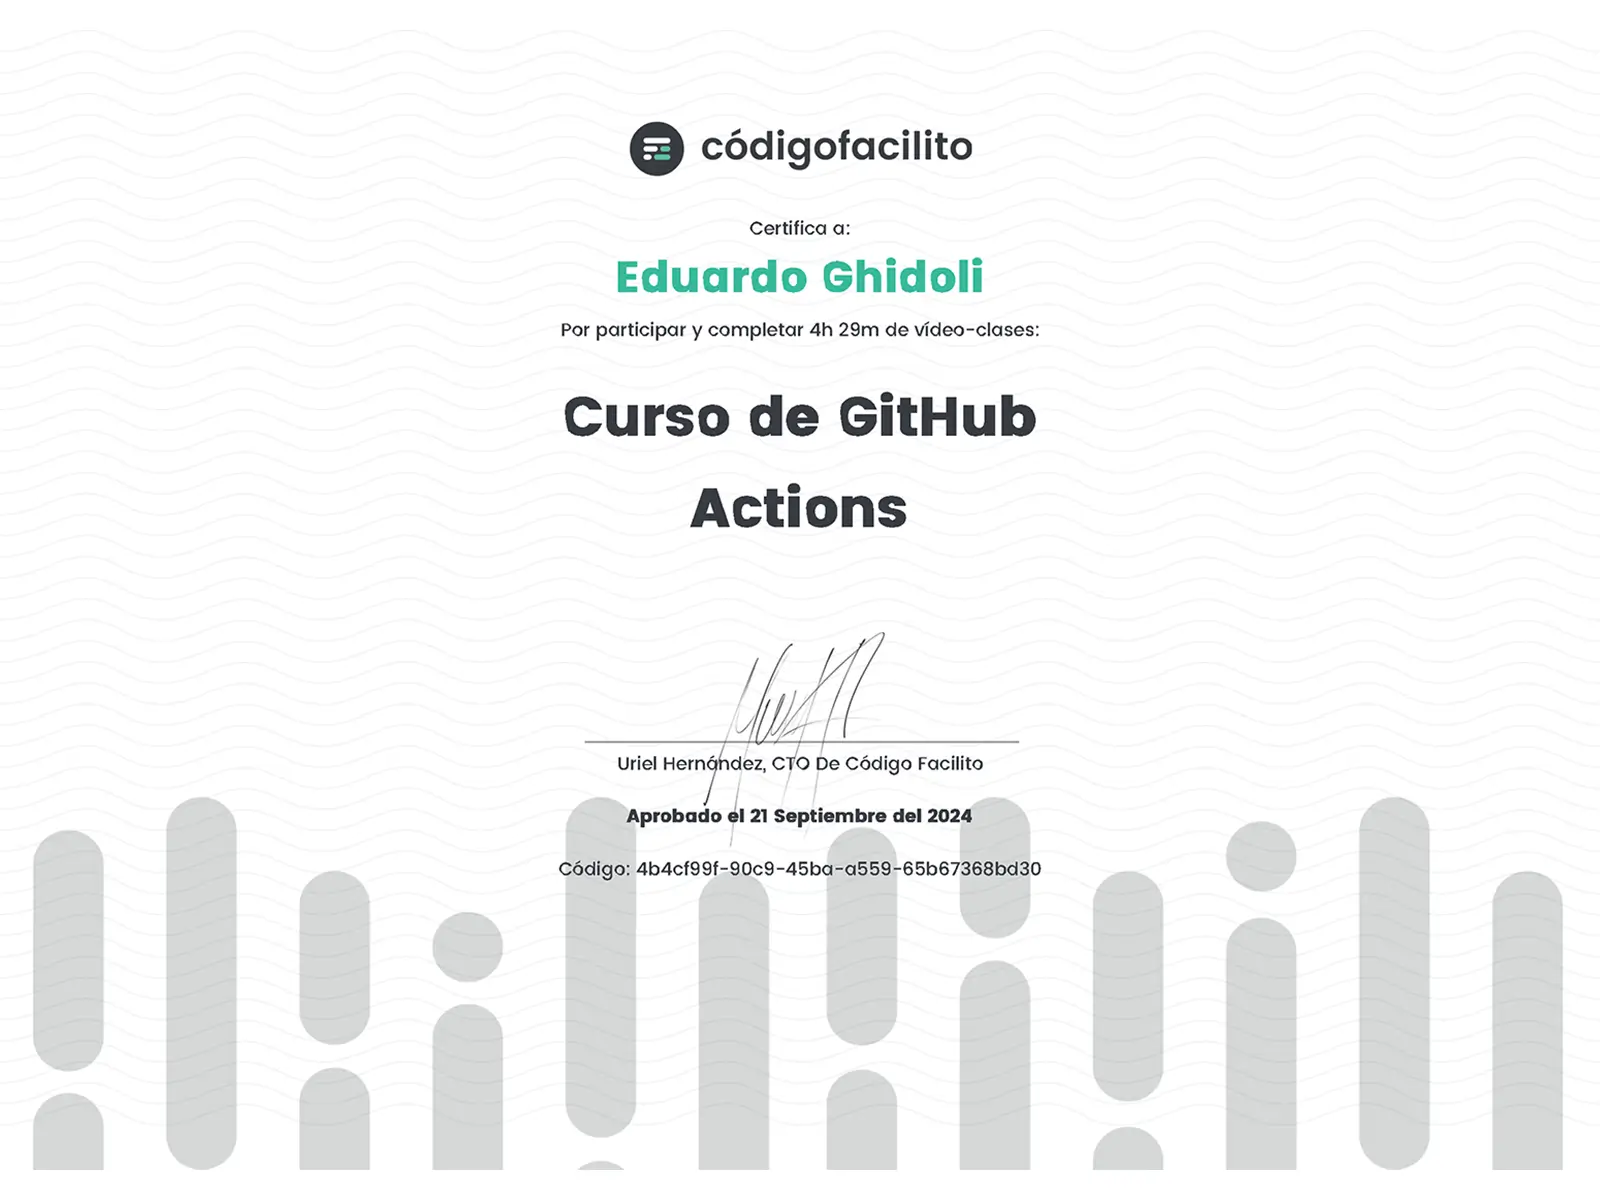 códigofacilito
Certifica a:
Eduardo Ghidoli
Por participar y completar 4h 29m de vídeo-clases:
Curso de GitHub
Actions
Uriel Hernández, CTO De Código Facilito
Aprobado el 21 Septiembre del 2024
Código: 4b4cf99f-90c9-45ba-a559-65b67368bd30